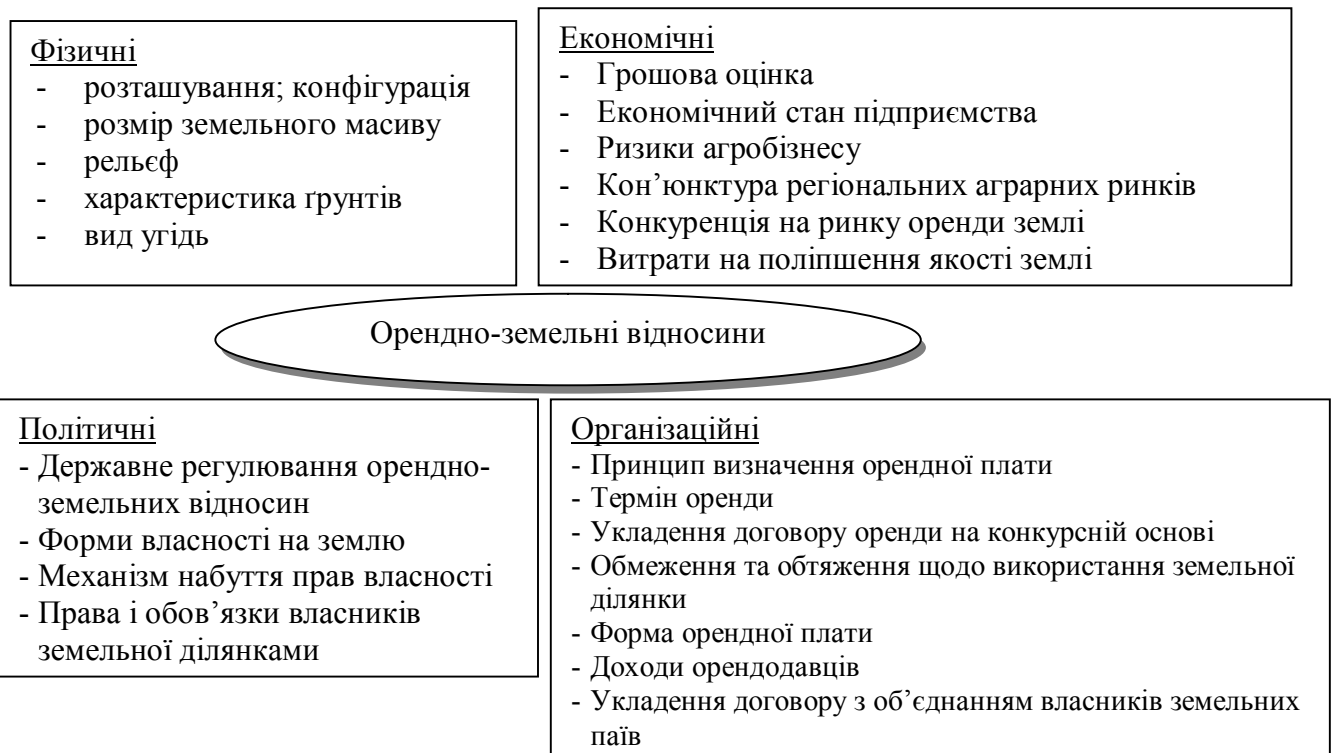 Фізичні
- розташування; конфігурація
- розмір земельного масиву
- рельєф
- характеристика ґрунтів
- вид угідь
Економічні
- Грошова оцінка
- Економічний стан підприємства
- Ризики агробізнесу
- Кон’юнктура регіональних аграрних ринків
- Конкуренція на ринку оренди землі
- Витрати на поліпшення якості землі
Орендно-земельні відносини
Політичні
- Державне регулювання орендно-
земельних відносин
- Форми власності на землю
- Механізм набуття прав власності
- Права і обов’язки власників
земельної ділянками
Організаційні
- Принцип визначення орендної плати
- Термін оренди
- Укладення договору оренди на конкурсній основі
- Обмеження та обтяження щодо використання земельної
ділянки
- Форма орендної плати
- Доходи орендодавців
- Укладення договору з об’єднанням власників земельних
паїв